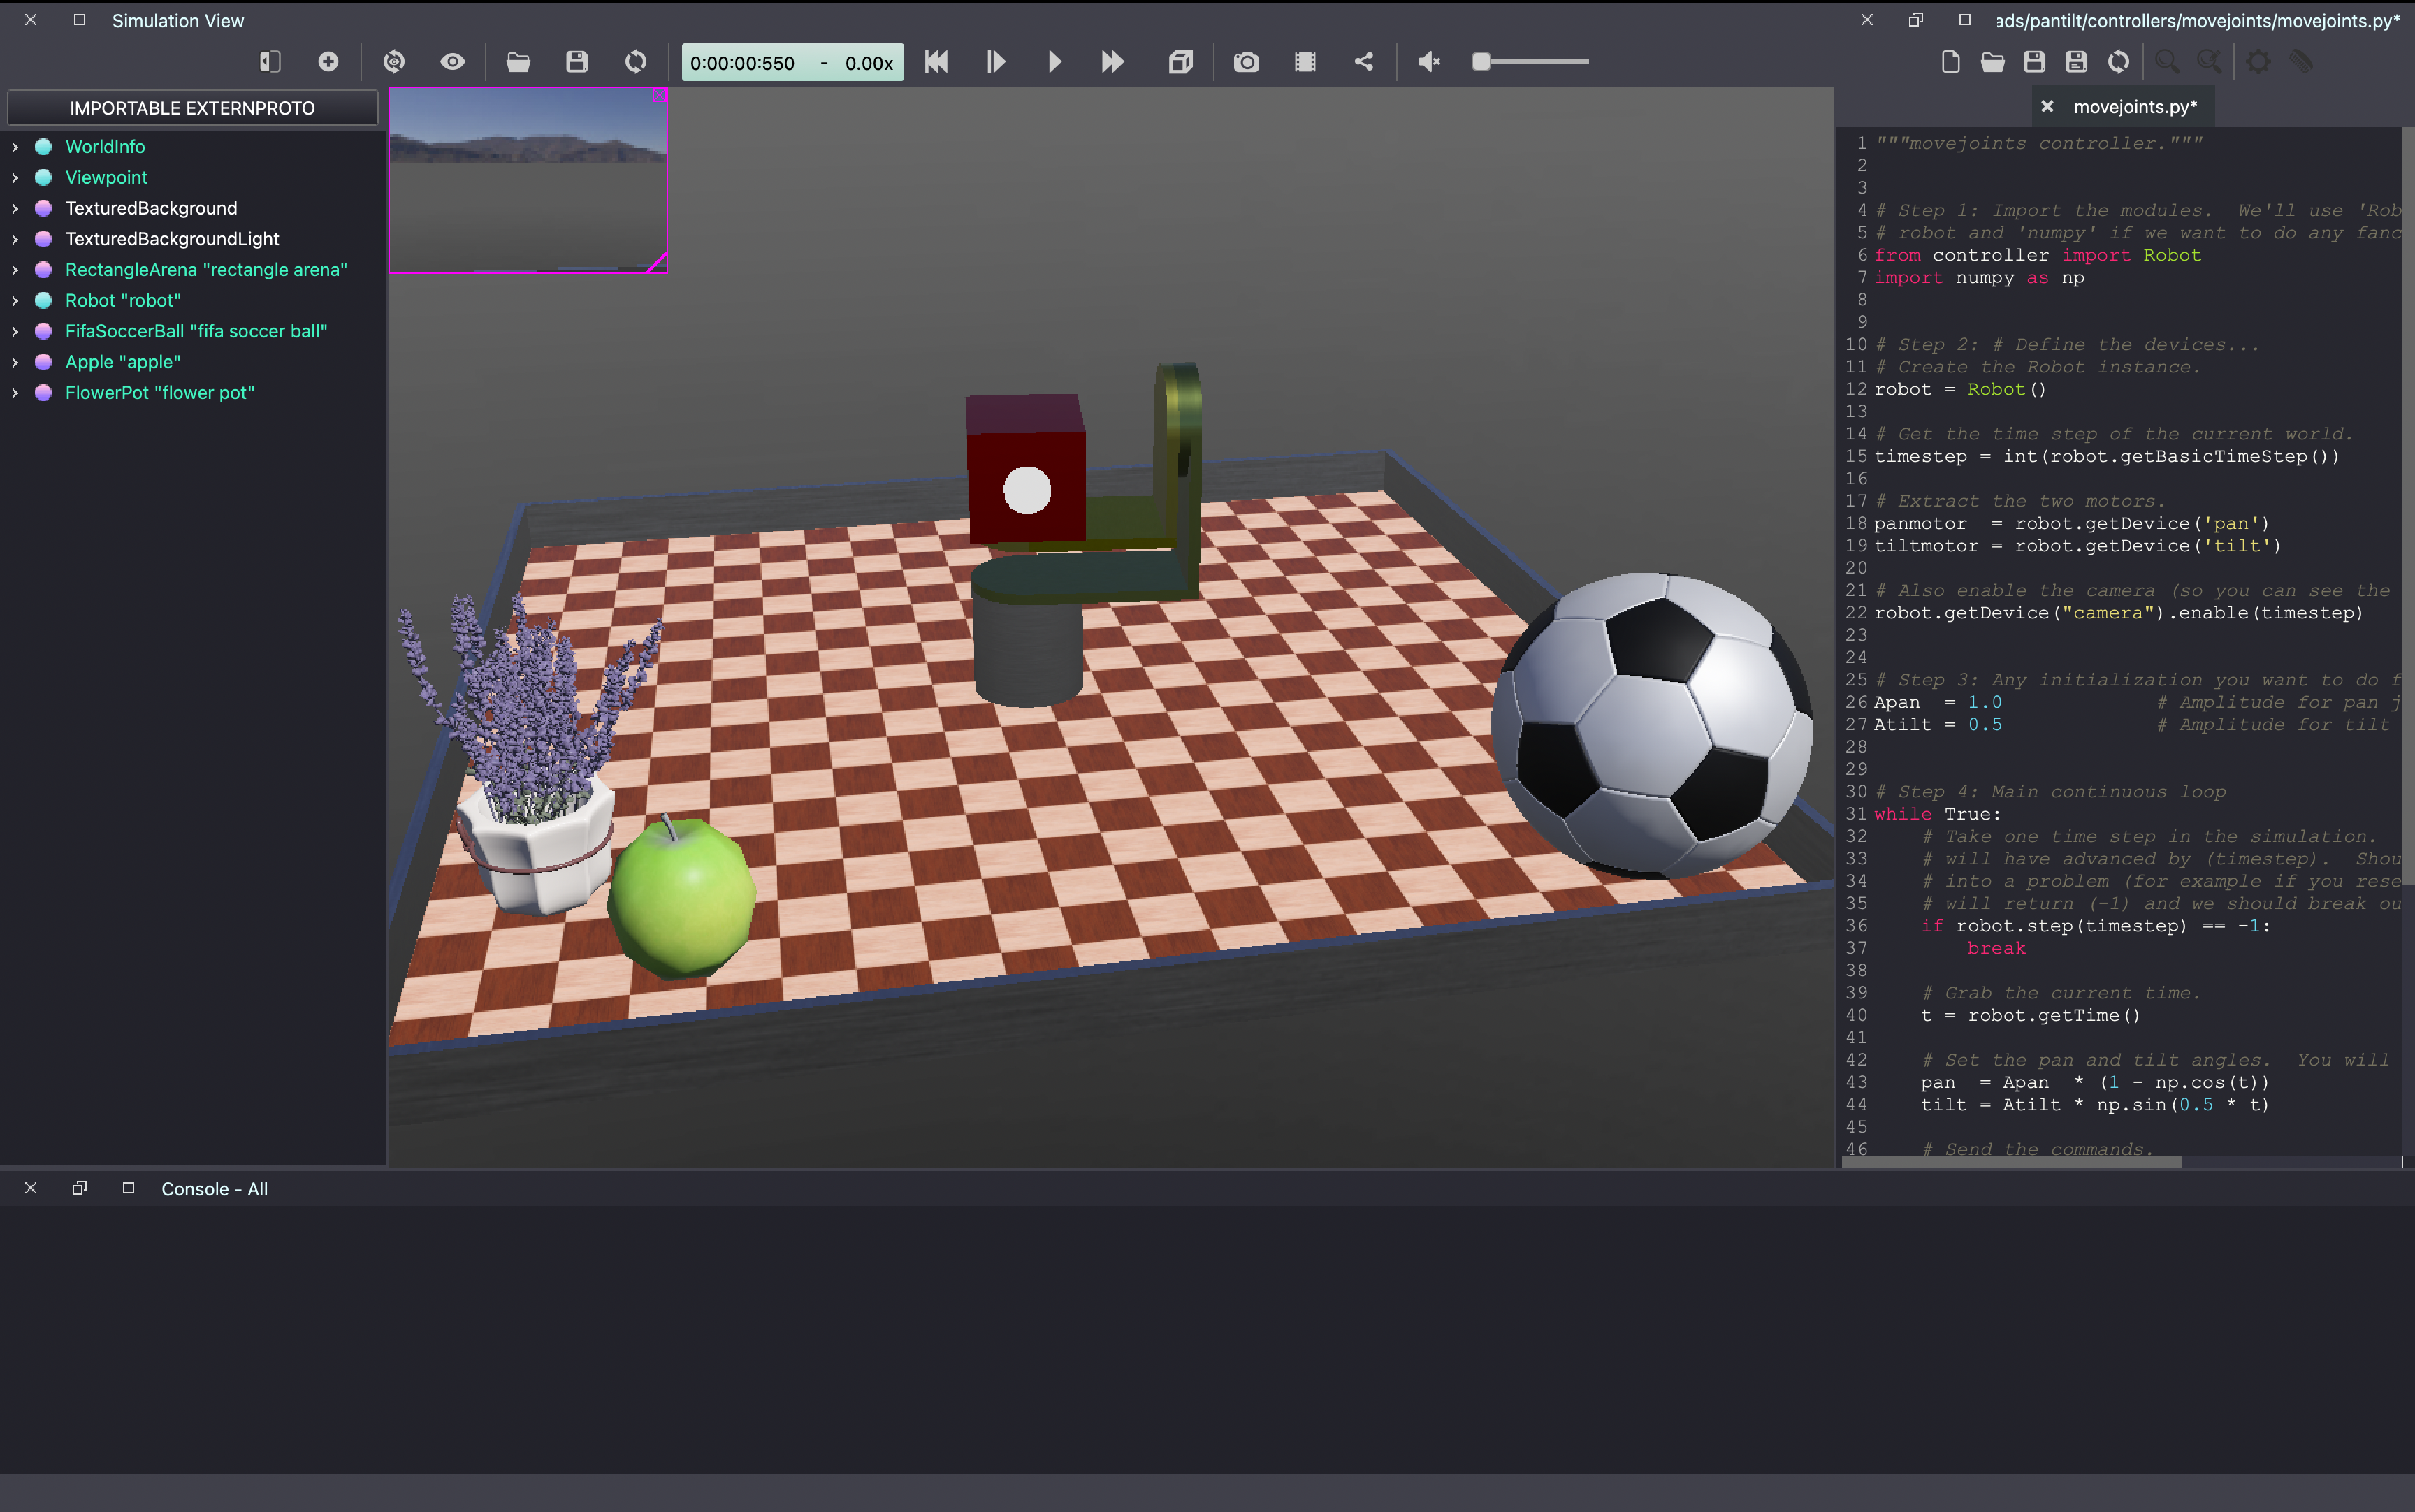 Simulation View
ads/pantilt/controllers/movejoints/movejoints.py*
0:00:00:550 - 0.00x
IMPORTABLE EXTERNPROTO
WorldInfo
Viewpoint
TexturedBackground
TexturedBackgroundLight
RectangleArena "rectangle arena"
Robot "robot"
FifaSoccerBall "fifa soccer ball"
Apple "apple"
FlowerPot "flower pot"
movejoints.py*
1 """movejoints controller."""
2
3
4 # Step 1: Import the modules.  We'll use 'Rob
5 # robot and 'numpy' if we want to do any fanc
6 from controller import Robot
7 import numpy as np
8
9
10 # Step 2: # Define the devices...
11 # Create the Robot instance.
12 robot = Robot()
13
14 # Get the time step of the current world.
15 timestep = int(robot.getBasicTimeStep())
16
17 # Extract the two motors.
18 panmotor  = robot.getDevice('pan')
19 tiltmotor = robot.getDevice('tilt')
20
21 # Also enable the camera (so you can see the
22 robot.getDevice("camera").enable(timestep)
23
24
25 # Step 3: Any initialization you want to do f
26 Apan  = 1.0             # Amplitude for pan j
27 Atilt = 0.5             # Amplitude for tilt
28
29
30 # Step 4: Main continuous loop
31 while True:
32     # Take one time step in the simulation.
33     # will have advanced by (timestep).  Shou
34     # into a problem (for example if you rese
35     # will return (-1) and we should break ou
36     if robot.step(timestep) == -1:
37         break
38
39     # Grab the current time.
40     t = robot.getTime()
41
42     # Set the pan and tilt angles.  You will
43     pan  = Apan  * (1 - np.cos(t))
44     tilt = Atilt * np.sin(0.5 * t)
45
46     # Send the commands.
Console - All